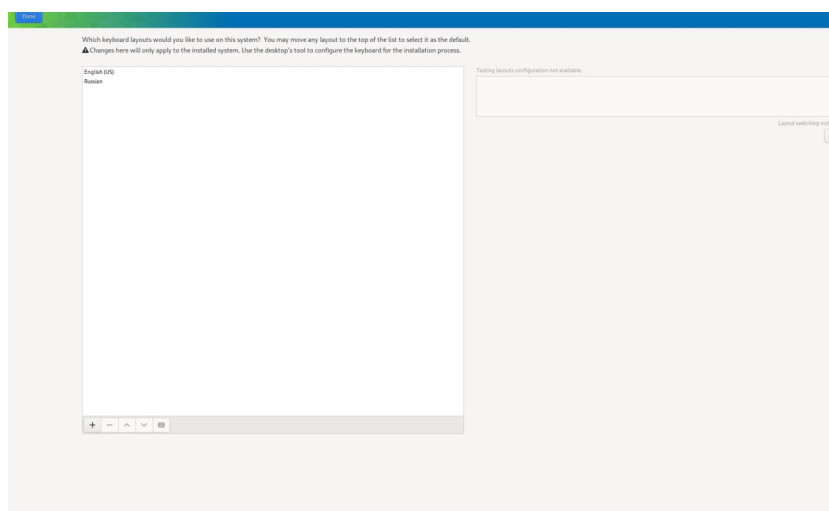 Done
Which keyboard layouts would you like to use on this system? You may move any layout to the top of the list to select it as the default.
Changes here will only apply to the installed system. Use the desktop's tool to configure the keyboard for the installation process.
English (US)
Russian
Testing layouts configuration not available.
Layout switching not